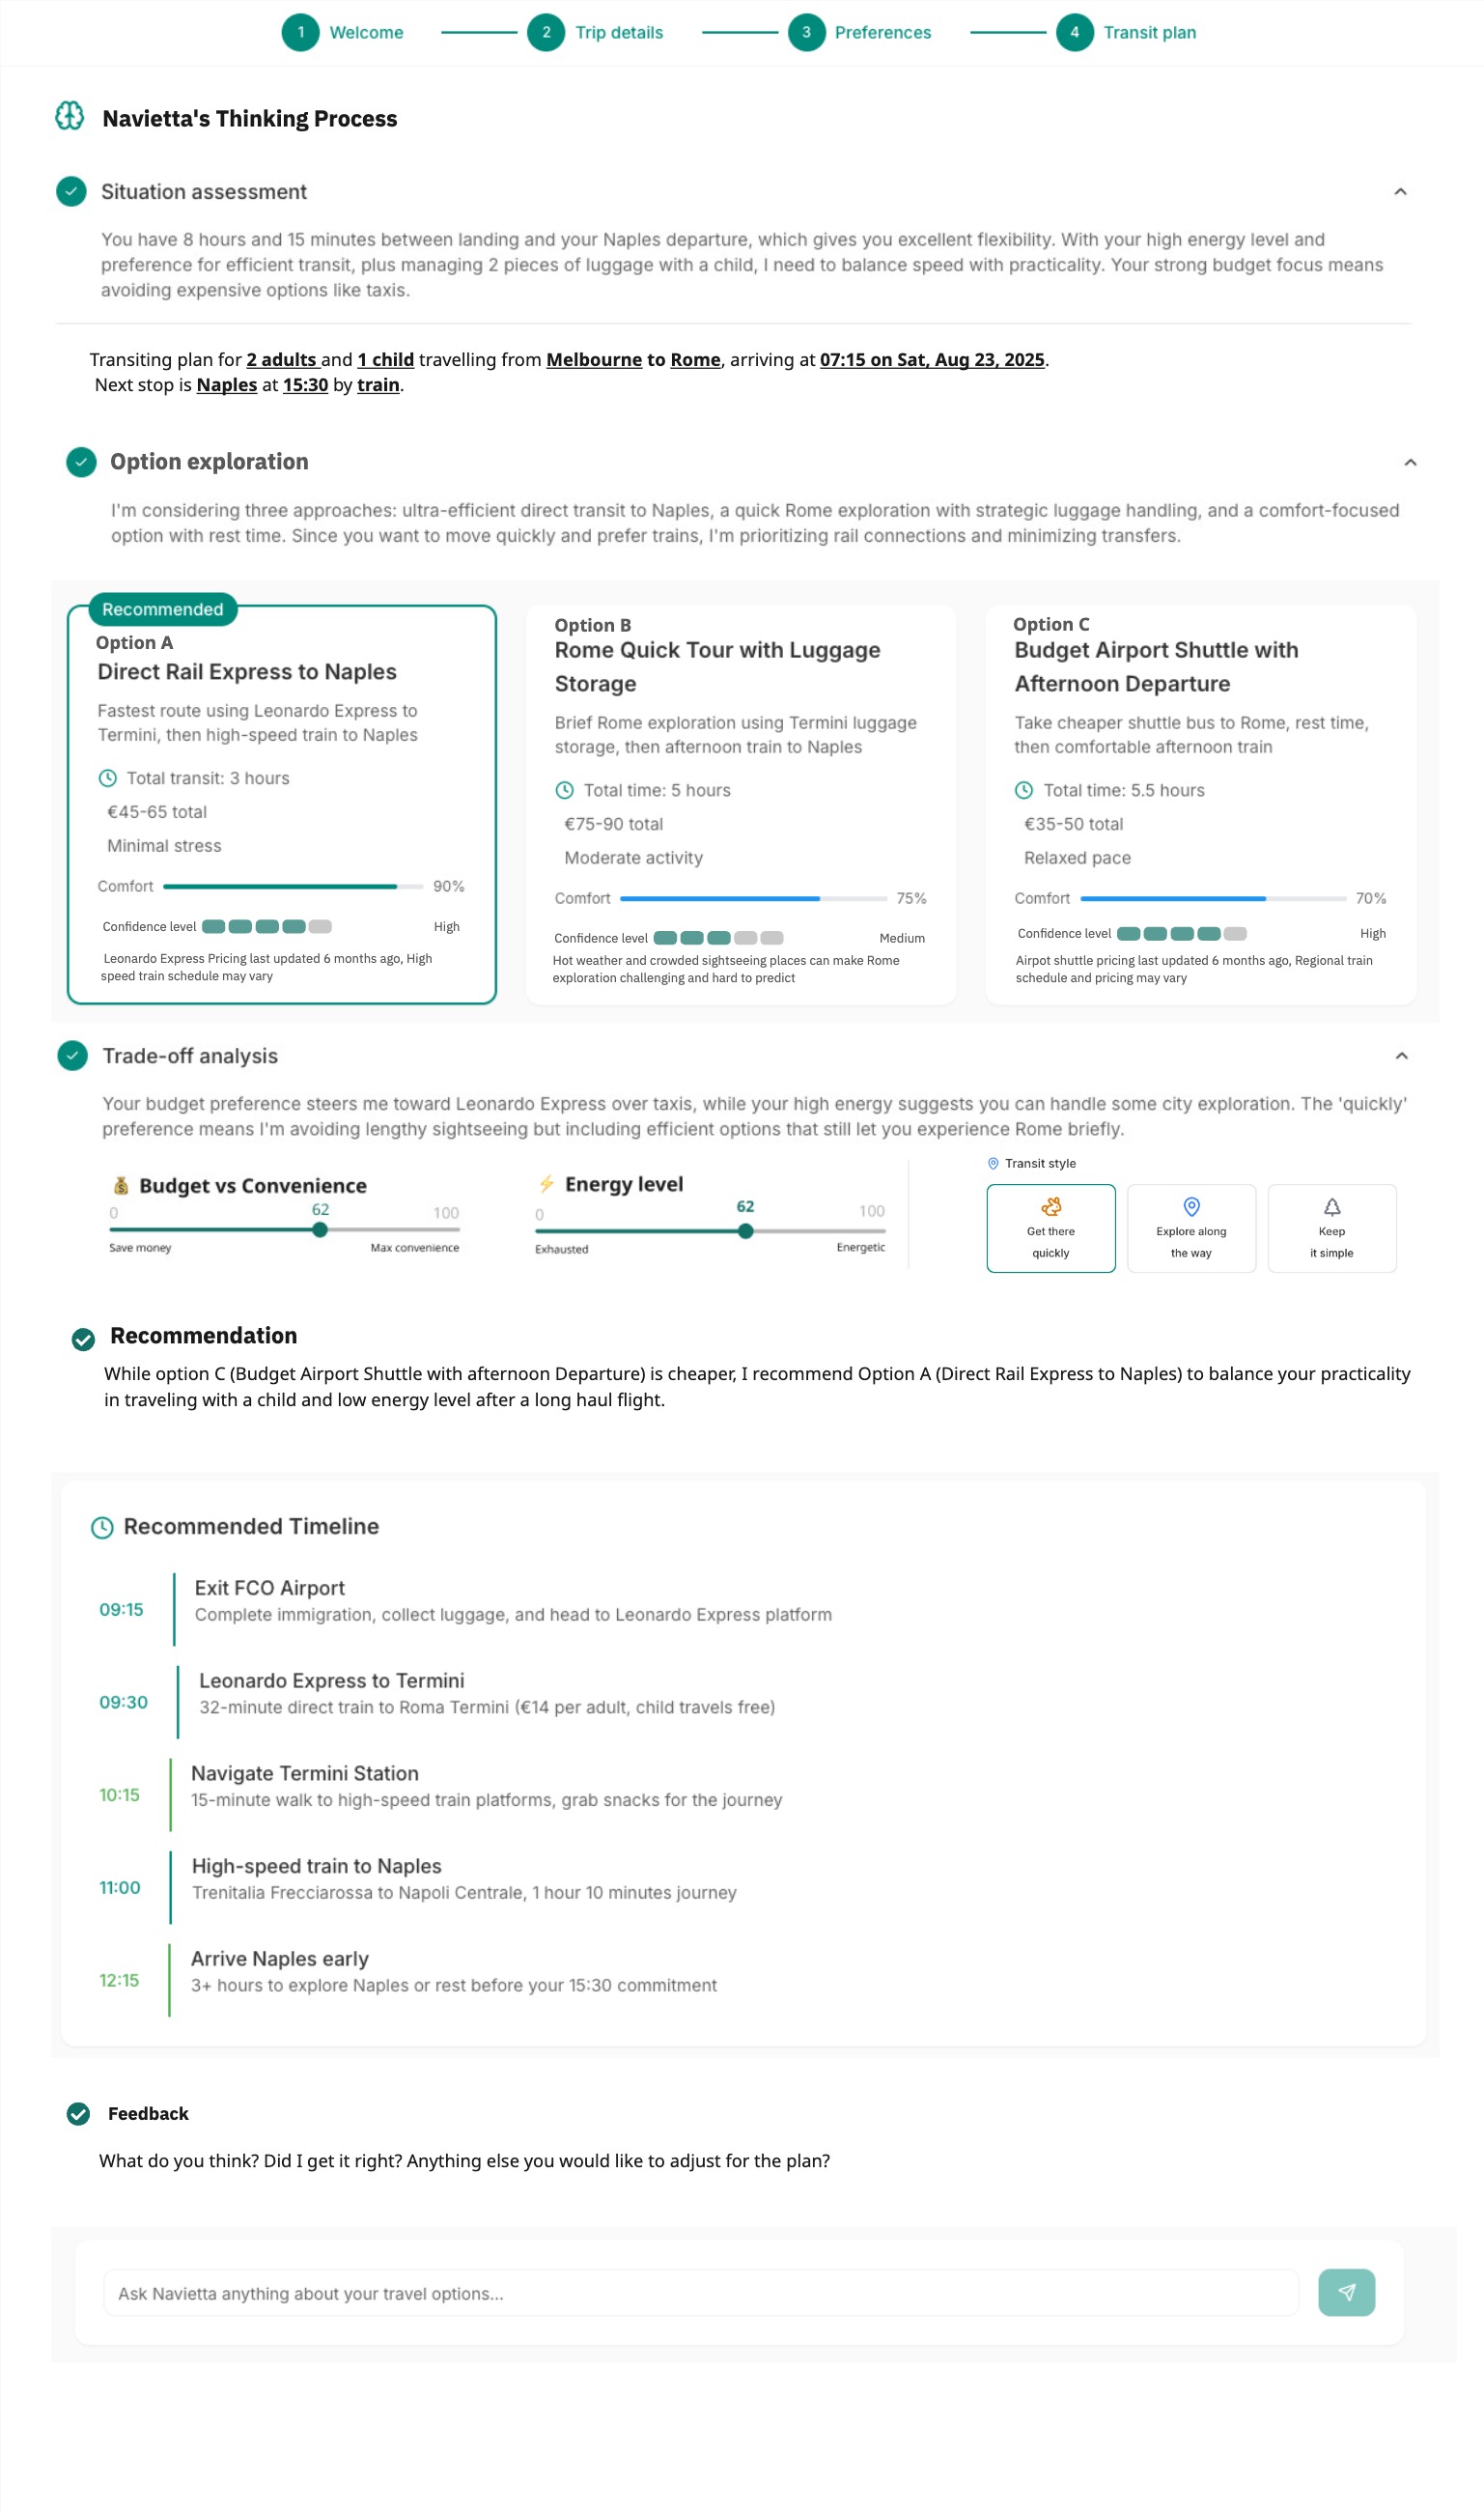 1 Welcome 2 Trip details 3 Preferences 4 Transit plan
Navietta's Thinking Process
Situation assessment
You have 8 hours and 15 minutes between landing and your Naples departure, which gives you excellent flexibility. With your high energy level and
preference for efficient transit, plus managing 2 pieces of luggage with a child, I need to balance speed with practicality. Your strong budget focus means
avoiding expensive options like taxis.
Transiting plan for 2 adults and 1 child travelling from Melbourne to Rome, arriving at 07:15 on Sat, Aug 23, 2025.
Next stop is Naples at 15:30 by train.
Option exploration
I'm considering three approaches: ultra-efficient direct transit to Naples, a quick Rome exploration with strategic luggage handling, and a comfort-focused
option with rest time. Since you want to move quickly and prefer trains, I'm prioritizing rail connections and minimizing transfers.
Recommended
Option A
Direct Rail Express to Naples
Fastest route using Leonardo Express to
Termini, then high-speed train to Naples
Total transit: 3 hours
€45-65 total
Minimal stress
Comfort 90%
Confidence level High
Leonardo Express Pricing last updated 6 months ago, High
speed train schedule may vary
Option B
Rome Quick Tour with Luggage
Storage
Brief Rome exploration using Termini luggage
storage, then afternoon train to Naples
Total time: 5 hours
€75-90 total
Moderate activity
Comfort 75%
Confidence level Medium
Hot weather and crowded sightseeing places can make Rome
exploration challenging and hard to predict
Option C
Budget Airport Shuttle with
Afternoon Departure
Take cheaper shuttle bus to Rome, rest time,
then comfortable afternoon train
Total time: 5.5 hours
€35-50 total
Relaxed pace
Comfort 70%
Confidence level High
Airpot shuttle pricing last updated 6 months ago, Regional train
schedule and pricing may vary
Trade-off analysis
Your budget preference steers me toward Leonardo Express over taxis, while your high energy suggests you can handle some city exploration. The 'quickly'
preference means I'm avoiding lengthy sightseeing but including efficient options that still let you experience Rome briefly.
Budget vs Convenience
0 62 100
Save money Max convenience
Energy level
0 62 100
Exhausted Energetic
Transit style
Get there
quickly
Explore along
the way
Keep
it simple
Recommendation
While option C (Budget Airport Shuttle with afternoon Departure) is cheaper, I recommend Option A (Direct Rail Express to Naples) to balance your practicality
in traveling with a child and low energy level after a long haul flight.
Recommended Timeline
09:15 Exit FCO Airport
Complete immigration, collect luggage, and head to Leonardo Express platform
09:30 Leonardo Express to Termini
32-minute direct train to Roma Termini (€14 per adult, child travels free)
10:15 Navigate Termini Station
15-minute walk to high-speed train platforms, grab snacks for the journey
11:00 High-speed train to Naples
Trenitalia Frecciarossa to Napoli Centrale, 1 hour 10 minutes journey
12:15 Arrive Naples early
3+ hours to explore Naples or rest before your 15:30 commitment
Feedback
What do you think? Did I get it right? Anything else you would like to adjust for the plan?
Ask Navietta anything about your travel options...